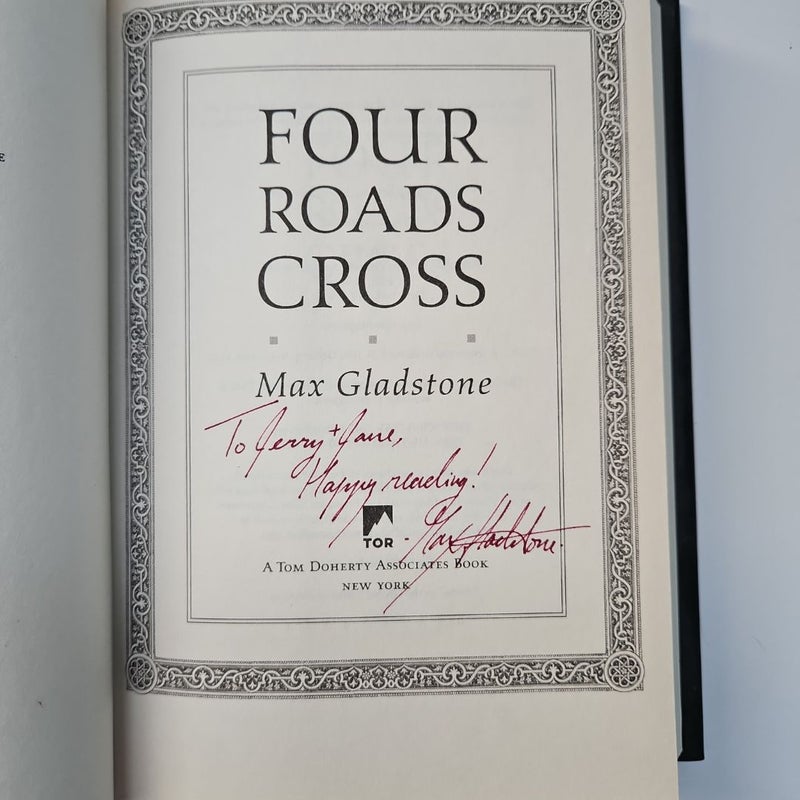 E
FOUR
ROADS
CROSS
Max Gladstone
To Jerry + Jane,
Happy reading!
TOR
- Max Gladstone.
A TOM DOHERTY ASSOCIATES BOOK
NEW YORK